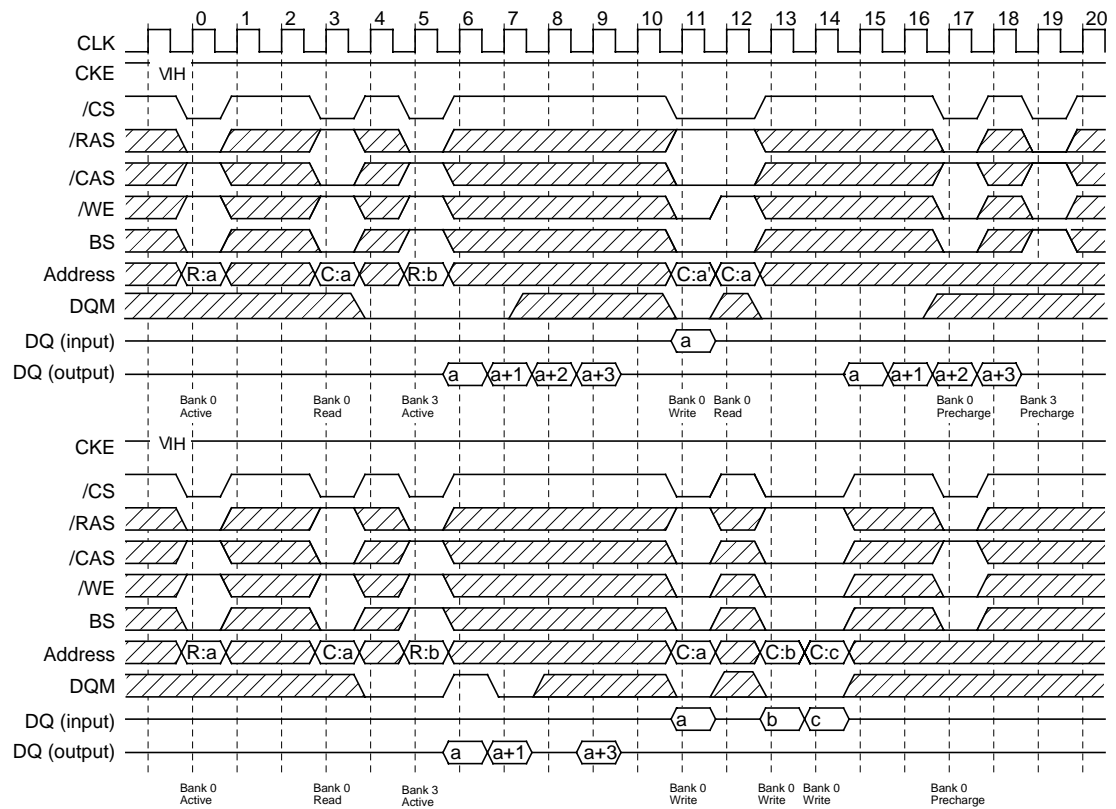 0 1 2 3 4 5 6 7 8 9 10 11 12 13 14 15 16 17 18 19 20
CLK
CKE VIH
/CS
/RAS
/CAS
/WE
BS
Address R:a C:a R:b C:a' C:a
DQM
DQ (input) a
DQ (output) a a+1 a+2 a+3 a a+1 a+2 a+3
Bank 0 Bank 0 Bank 3 Bank 0 Bank 0 Bank 0 Bank 3
Active Read Active Write Read Precharge Precharge
CKE VIH
/CS
/RAS
/CAS
/WE
BS
Address R:a C:a R:b C:a C:b C:c
DQM
DQ (input) a b c
DQ (output) a a+1 a+3
Bank 0 Bank 0 Bank 3 Bank 0 Bank 0 Bank 0 Bank 0
Active Read Active Write Write Write Precharge